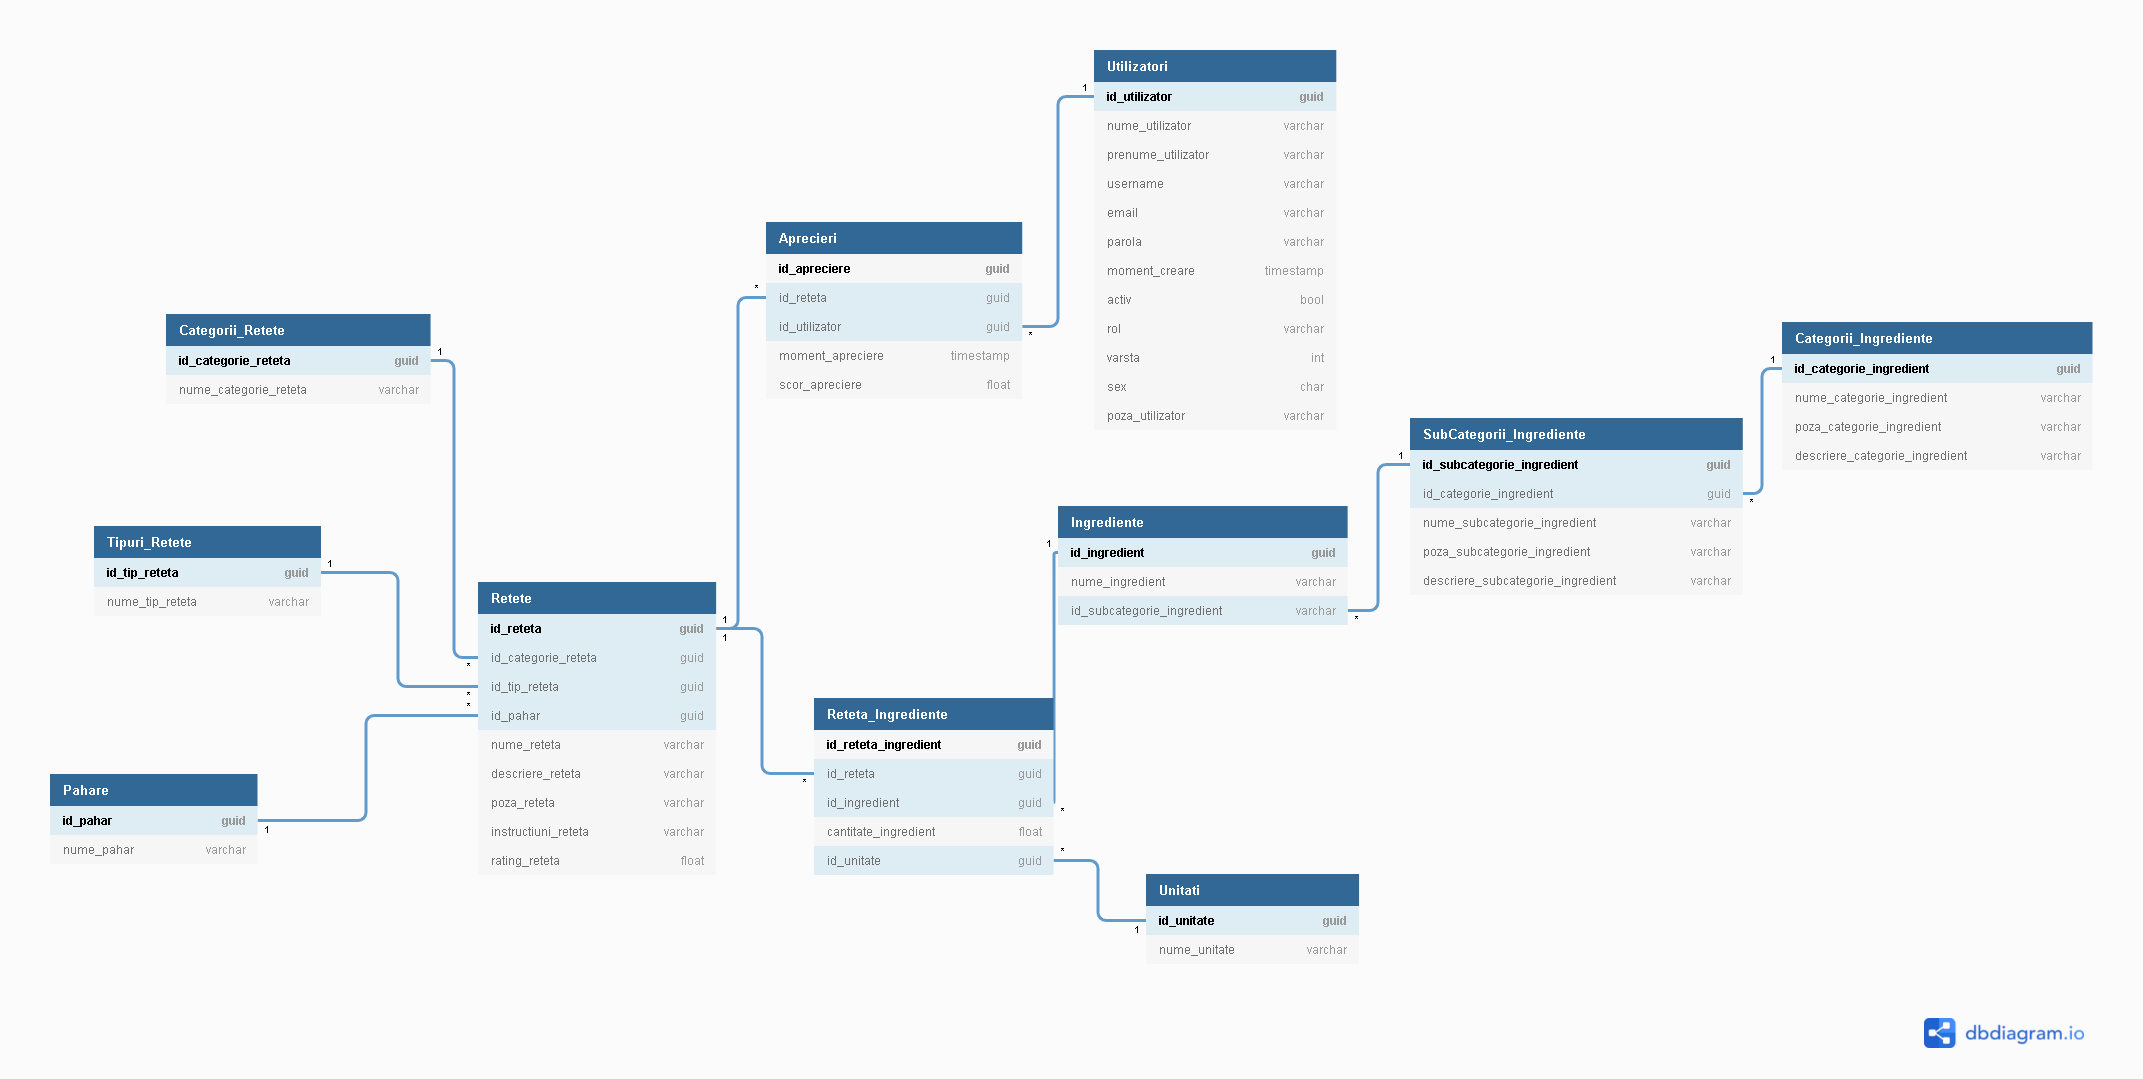 Utilizatori
id_utilizator guid
nume_utilizator varchar
prenume_utilizator varchar
username varchar
email varchar
parola varchar
moment_creare timestamp
activ bool
rol varchar
varsta int
sex char
poza_utilizator varchar
1
Aprecieri
id_apreciere guid
id_reteta guid
id_utilizator guid
moment_apreciere timestamp
scor_apreciere float
*
*
Categorii_Retete
id_categorie_reteta guid
nume_categorie_reteta varchar
1
Categorii_Ingrediente
id_categorie_ingredient guid
nume_categorie_ingredient varchar
poza_categorie_ingredient varchar
descriere_categorie_ingredient varchar
1
SubCategorii_Ingrediente
id_subcategorie_ingredient guid
id_categorie_ingredient guid
nume_subcategorie_ingredient varchar
poza_subcategorie_ingredient varchar
descriere_subcategorie_ingredient varchar
1
*
Ingrediente
id_ingredient guid
nume_ingredient varchar
id_subcategorie_ingredient varchar
1
*
Tipuri_Retete
id_tip_reteta guid
nume_tip_reteta varchar
1
Retete
id_reteta guid
id_categorie_reteta guid
id_tip_reteta guid
id_pahar guid
nume_reteta varchar
descriere_reteta varchar
poza_reteta varchar
instructiuni_reteta varchar
rating_reteta float
1
1
*
*
*
Reteta_Ingrediente
id_reteta_ingredient guid
id_reteta guid
id_ingredient guid
cantitate_ingredient float
id_unitate guid
*
*
*
Pahare
id_pahar guid
nume_pahar varchar
1
Unitati
id_unitate guid
nume_unitate varchar
1
dbdiagram.io